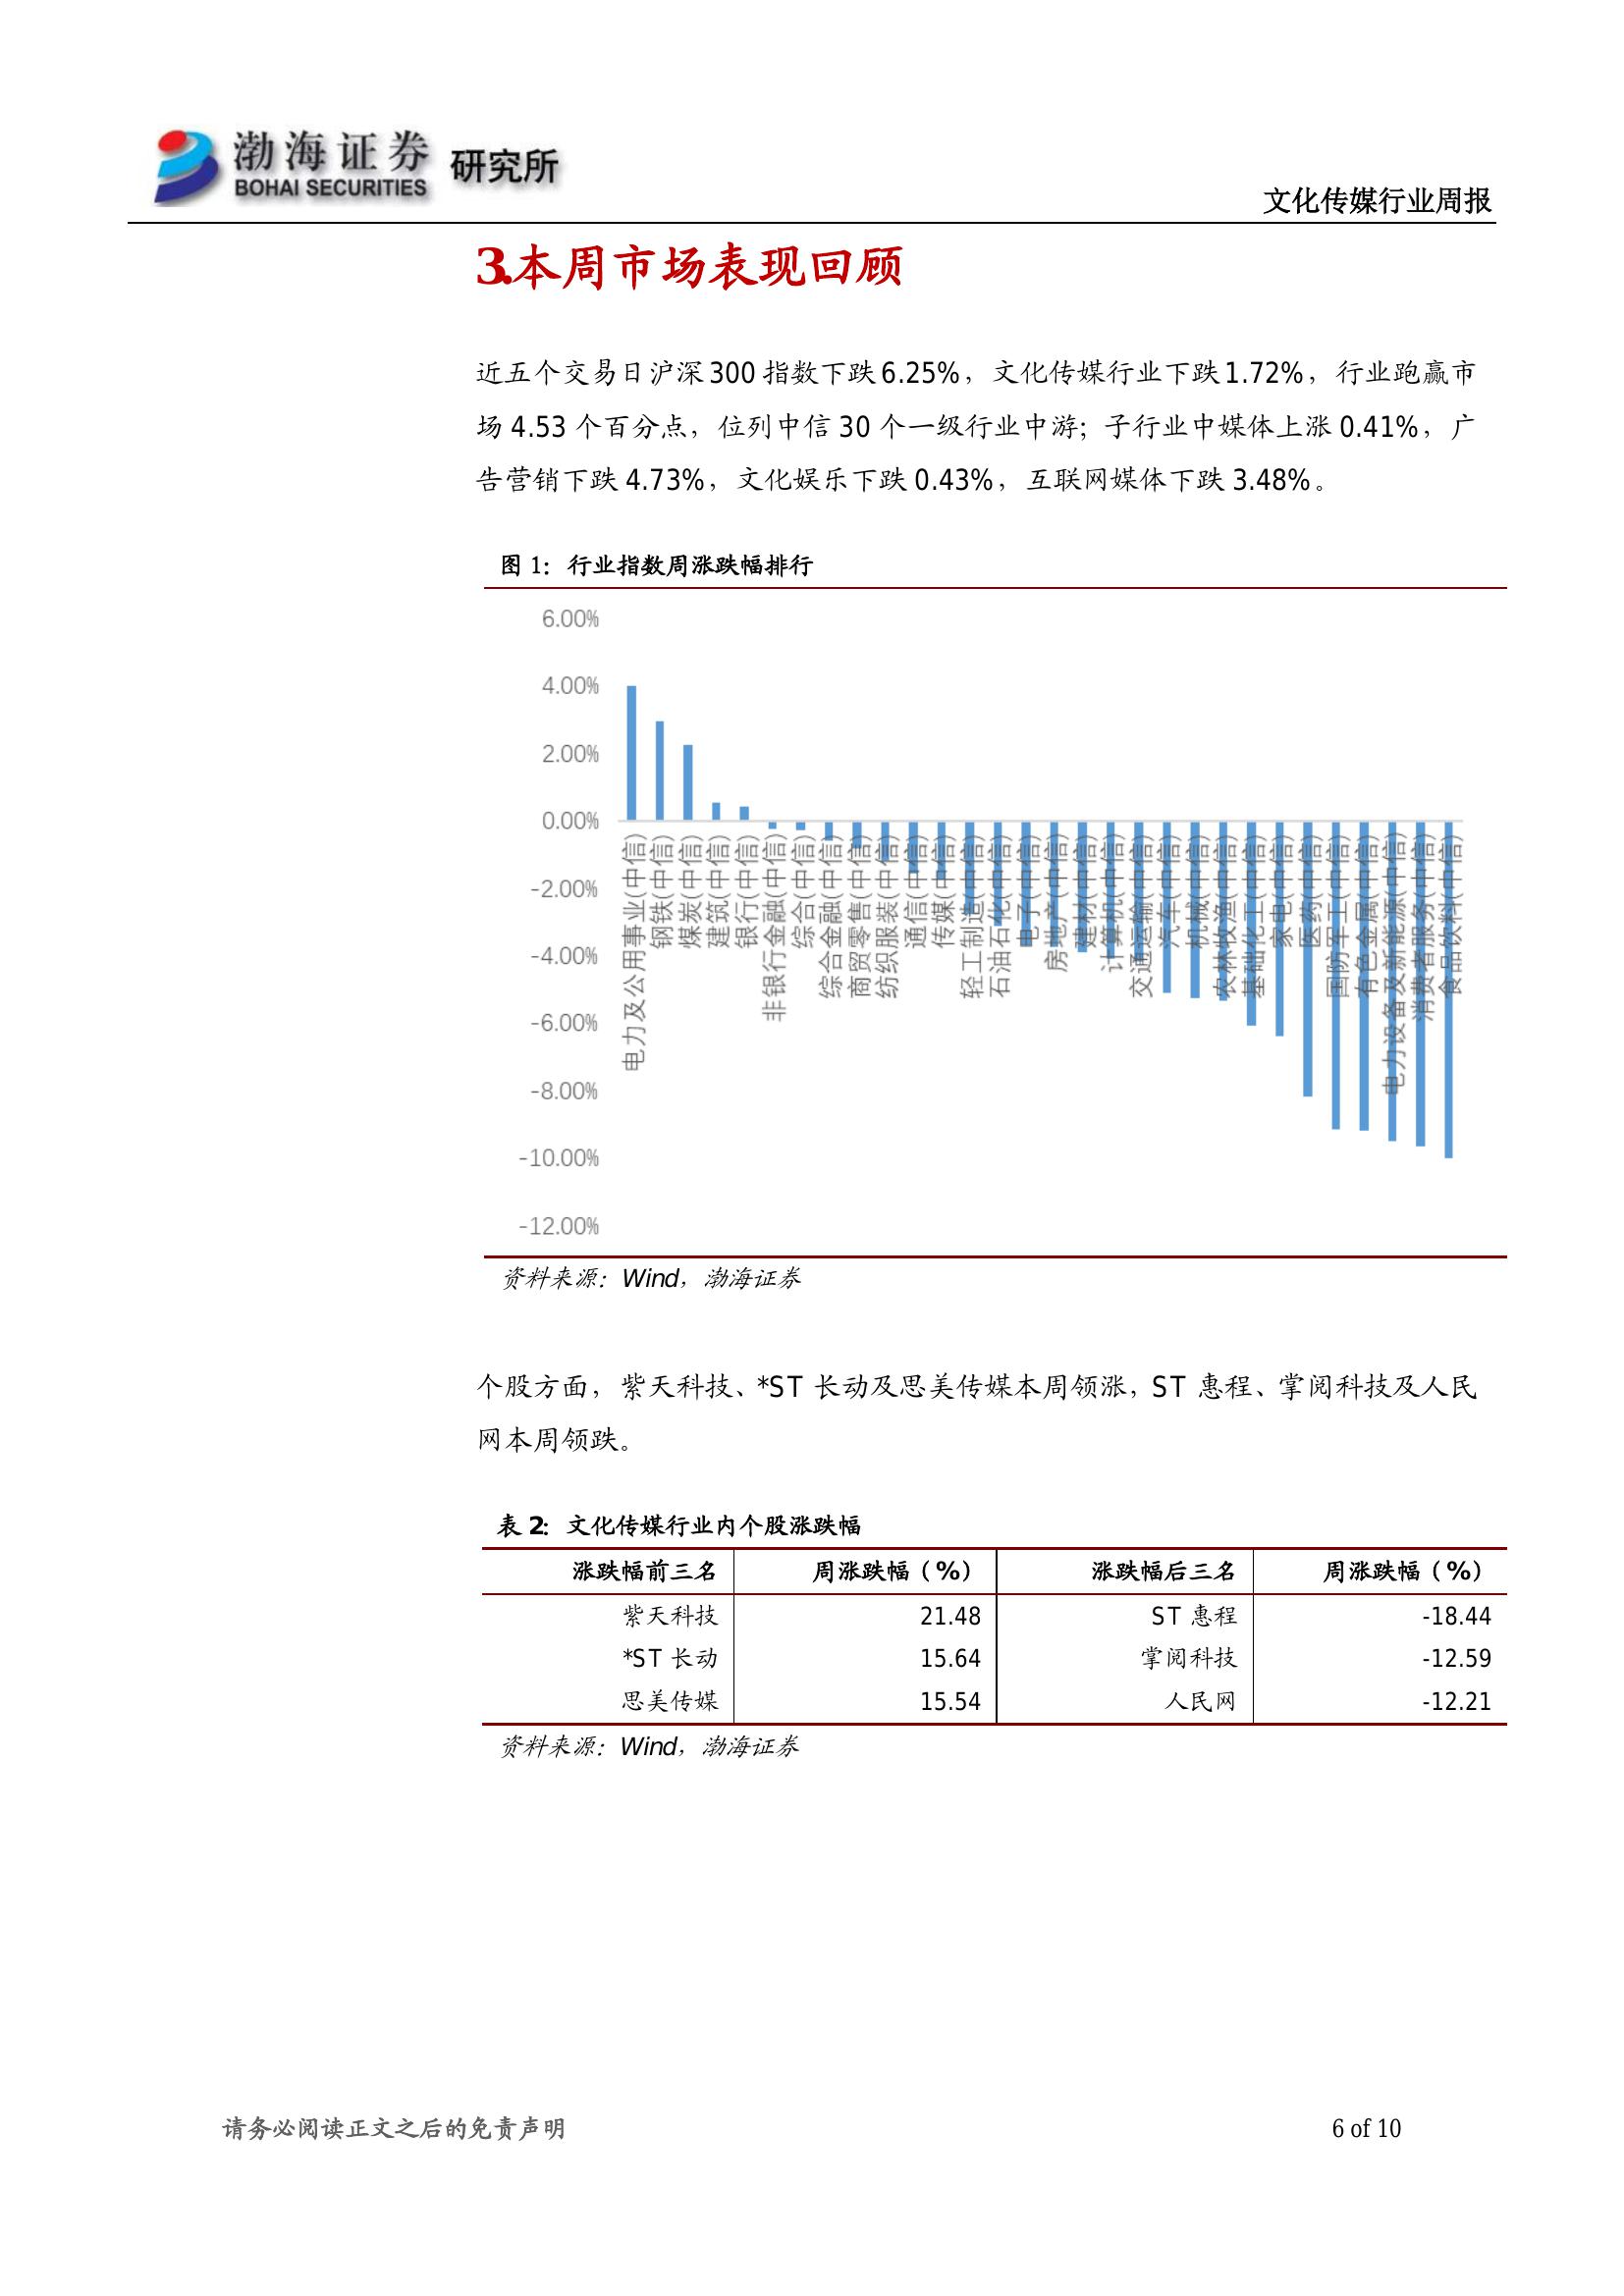 渤海证券
BOHAI SECURITIES
研究所
文化传媒行业周报
3.本周市场表现回顾
近五个交易日沪深 300 指数下跌 6.25%，文化传媒行业下跌 1.72%，行业跑赢市
场 4.53 个百分点，位列中信 30 个一级行业中游；子行业中媒体上涨 0.41%，广
告营销下跌 4.73%，文化娱乐下跌 0.43%，互联网媒体下跌 3.48%。
图 1：行业指数周涨跌幅排行
6.00%
4.00%
2.00%
0.00%
-2.00%
-4.00%
-6.00%
-8.00%
-10.00%
-12.00%
电力及公用事业(中信)
钢铁(中信)
煤炭(中信)
建筑(中信)
银行(中信)
非银行金融(中信)
综合(中信)
综合金融(中信)
商贸零售(中信)
纺织服装(中信)
通信(中信)
传媒(中信)
轻工制造(中信)
石油石化(中信)
电子(中信)
房地产(中信)
建材(中信)
计算机(中信)
交通运输(中信)
汽车(中信)
机械(中信)
农林牧渔(中信)
基础化工(中信)
家电(中信)
医药(中信)
国防军工(中信)
有色金属(中信)
电力设备及新能源(中信)
消费者服务(中信)
食品饮料(中信)
资料来源：Wind，渤海证券
个股方面，紫天科技、*ST 长动及思美传媒本周领涨，ST 惠程、掌阅科技及人民
网本周领跌。
表 2：文化传媒行业内个股涨跌幅
涨跌幅前三名 周涨跌幅（%） 涨跌幅后三名 周涨跌幅（%）
紫天科技 21.48 ST 惠程 -18.44
*ST 长动 15.64 掌阅科技 -12.59
思美传媒 15.54 人民网 -12.21
资料来源：Wind，渤海证券
请务必阅读正文之后的免责声明
6 of 10